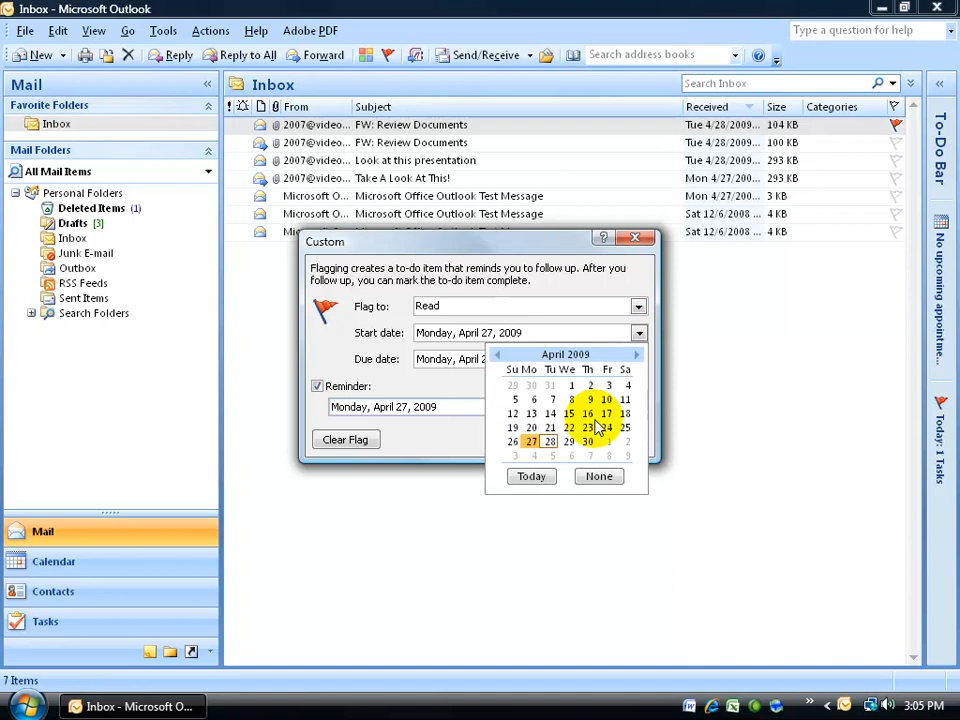 Inbox - Microsoft Outlook
File Edit View Go Tools Actions Help Adobe PDF
Type a question for help
New Reply Reply to All Forward Send/Receive Search address books
Mail «
Favorite Folders
Inbox
Mail Folders
All Mail Items
Personal Folders
Deleted Items (1)
Drafts [3]
Inbox
Junk E-mail
Outbox
RSS Feeds
Sent Items
Search Folders
Mail
Calendar
Contacts
Tasks
Inbox
Search Inbox
! From Subject Received Size Categories
2007@video... FW: Review Documents Tue 4/28/2009... 104 KB
2007@video... FW: Review Documents Tue 4/28/2009... 100 KB
2007@video... Look at this presentation Tue 4/28/2009... 293 KB
2007@video... Take A Look At This! Mon 4/27/200... 293 KB
Microsoft O... Microsoft Office Outlook Test Message Mon 4/27/200... 3 KB
Microsoft O... Microsoft Office Outlook Test Message Sat 12/6/2008 ... 4 KB
Sat 12/6/2008 ... 4 KB
Custom
Flagging creates a to-do item that reminds you to follow up. After you
follow up, you can mark the to-do item complete.
Flag to: Read
Start date: Monday, April 27, 2009
Due date: Monday, April 2
Reminder:
Monday, April 27, 2009
Clear Flag
April 2009
Su Mo Tu We Th Fr Sa
29 30 31 1 2 3 4
5 6 7 8 9 10 11
12 13 14 15 16 17 18
19 20 21 22 23 24 25
26 27 28 29 30 1 2
3 4 5 6 7 8 9
Today None
«
To-Do Bar
No upcoming appointme...
Today: 1 Tasks
7 Items
Inbox - Microsoft O...
» 3:05 PM